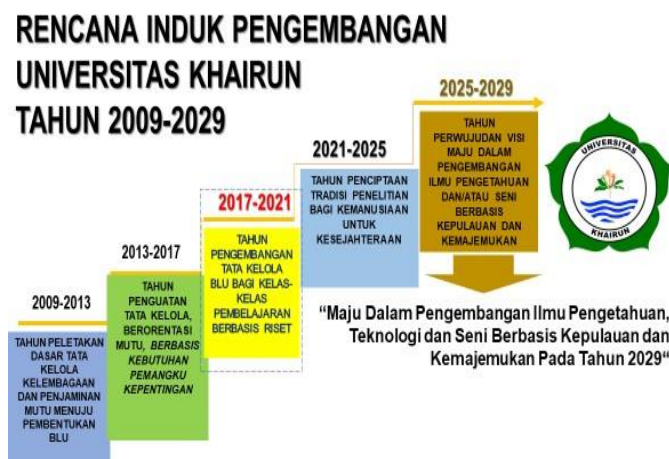 RENCANA INDUK PENGEMBANGAN
UNIVERSITAS KHAIRUN
TAHUN 2009-2029
2009-2013
TAHUN PELETAKAN
DASAR TATA
KELOLA
KELEMBAGAAN
DAN PENJAMINAN
MUTU MENUJU
PEMBENTUKAN
BLU
2013-2017
TAHUN
PENGUATAN
TATA KELOLA,
BERORENTASI
MUTU, BERBASIS
KEBUTUHAN
PEMANGKU
KEPENTINGAN
2017-2021
TAHUN
PENGEMBANGAN
TATA KELOLA
BLU BAGI KELAS-
KELAS
PEMBELAJARAN
BERBASIS RISET
2021-2025
TAHUN PENCIPTAAN
TRADISI PENELITIAN
BAGI KEMANUSIAAN
UNTUK
KESEJAHTERAAN
2025-2029
TAHUN
PERWUJUDAN VISI
MAJU DALAM
PENGEMBANGAN
ILMU PENGETAHUAN
DAN/ATAU SENI
BERBASIS
KEPULAUAN DAN
KEMAJEMUKAN
UNIVERSITAS
KHAIRUN
“Maju Dalam Pengembangan Ilmu Pengetahuan,
Teknologi dan Seni Berbasis Kepulauan dan
Kemajemukan Pada Tahun 2029“